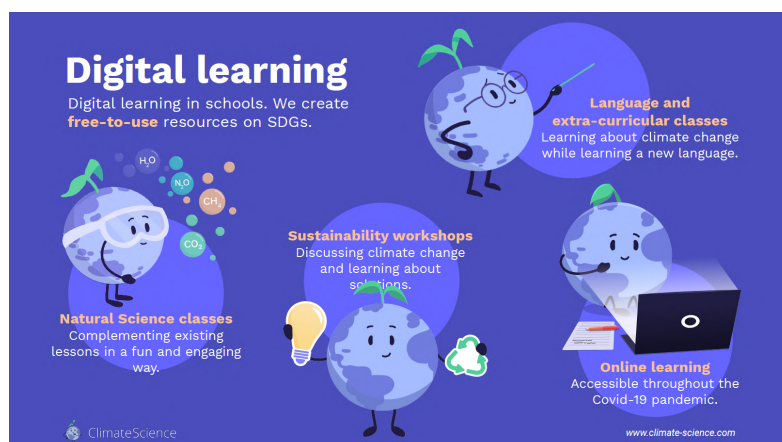 Digital learning
Digital learning in schools. We create
free-to-use resources on SDGs.
Language and
extra-curricular classes
Learning about climate change
while learning a new language.
H₂O
N₂O
CH₄
CO₂
Sustainability workshops
Discussing climate change
and learning about
solutions.
Natural Science classes
Complementing existing
lessons in a fun and engaging
way.
Online learning
Accessible throughout the
Covid-19 pandemic.
ClimateScience
www.climate-science.com